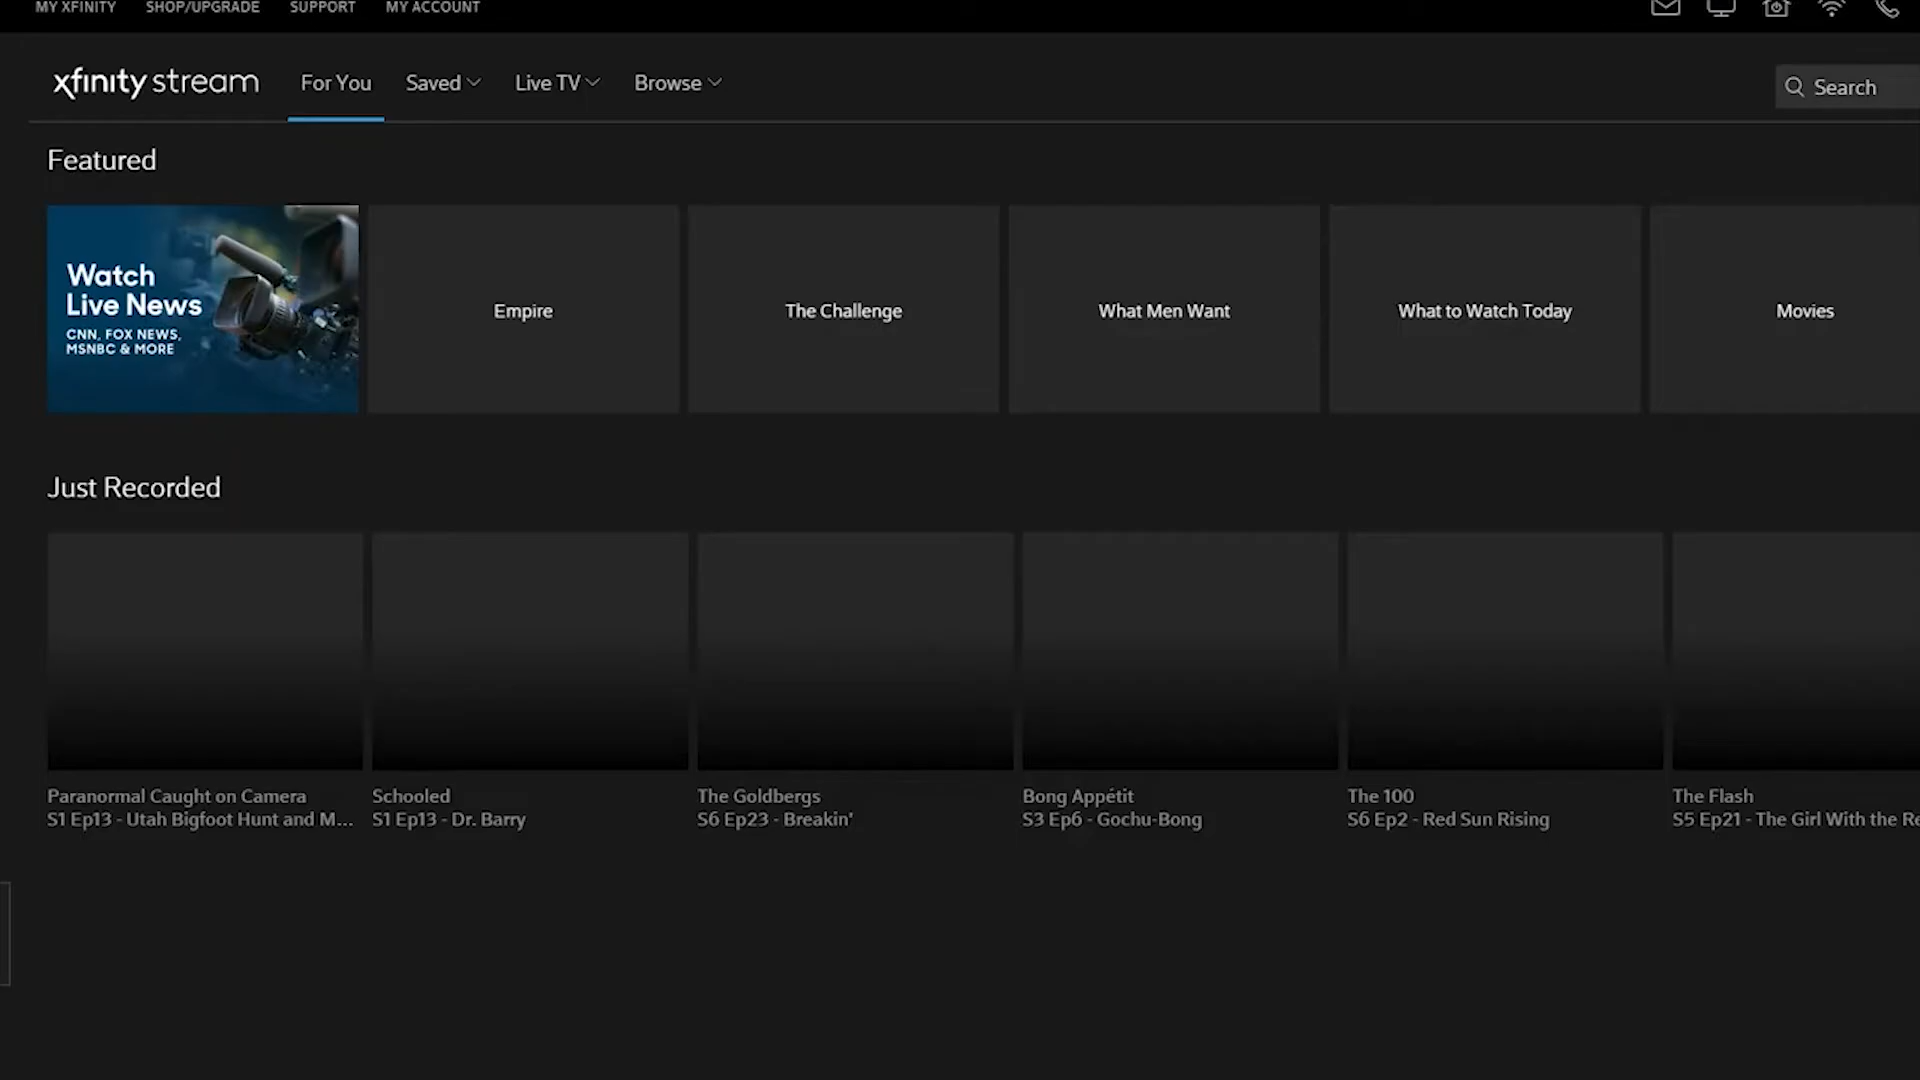 MY XFINITY SHOP/UPGRADE SUPPORT MY ACCOUNT
xfinity stream For You Saved Live TV Browse Search
Featured
Watch
Live News
CNN, FOX NEWS,
MSNBC & MORE
Empire
The Challenge
What Men Want
What to Watch Today
Movies
Just Recorded
Paranormal Caught on Camera
S1 Ep13 - Utah Bigfoot Hunt and M...
Schooled
S1 Ep13 - Dr. Barry
The Goldbergs
S6 Ep23 - Breakin'
Bong Appétit
S3 Ep6 - Gochu-Bong
The 100
S6 Ep2 - Red Sun Rising
The Flash
S5 Ep21 - The Girl With the